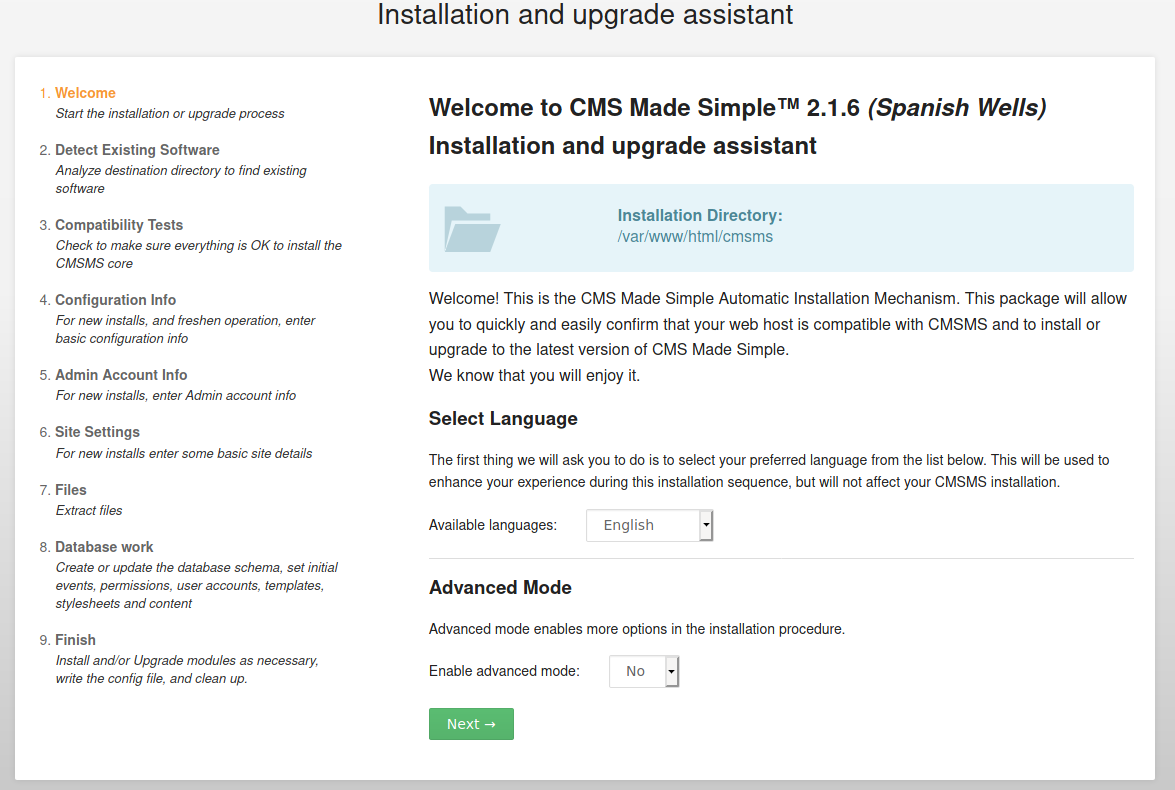 Installation and upgrade assistant
1. Welcome
Start the installation or upgrade process
2. Detect Existing Software
Analyze destination directory to find existing
software
3. Compatibility Tests
Check to make sure everything is OK to install the
CMSMS core
4. Configuration Info
For new installs, and freshen operation, enter
basic configuration info
5. Admin Account Info
For new installs, enter Admin account info
6. Site Settings
For new installs enter some basic site details
7. Files
Extract files
8. Database work
Create or update the database schema, set initial
events, permissions, user accounts, templates,
stylesheets and content
9. Finish
Install and/or Upgrade modules as necessary,
write the config file, and clean up.
Welcome to CMS Made Simple™ 2.1.6 (Spanish Wells)
Installation and upgrade assistant
Installation Directory:
/var/www/html/cmsms
Welcome! This is the CMS Made Simple Automatic Installation Mechanism. This package will allow
you to quickly and easily confirm that your web host is compatible with CMSMS and to install or
upgrade to the latest version of CMS Made Simple.
We know that you will enjoy it.
Select Language
The first thing we will ask you to do is to select your preferred language from the list below. This will be used to
enhance your experience during this installation sequence, but will not affect your CMSMS installation.
Available languages: English
Advanced Mode
Advanced mode enables more options in the installation procedure.
Enable advanced mode: No
Next →